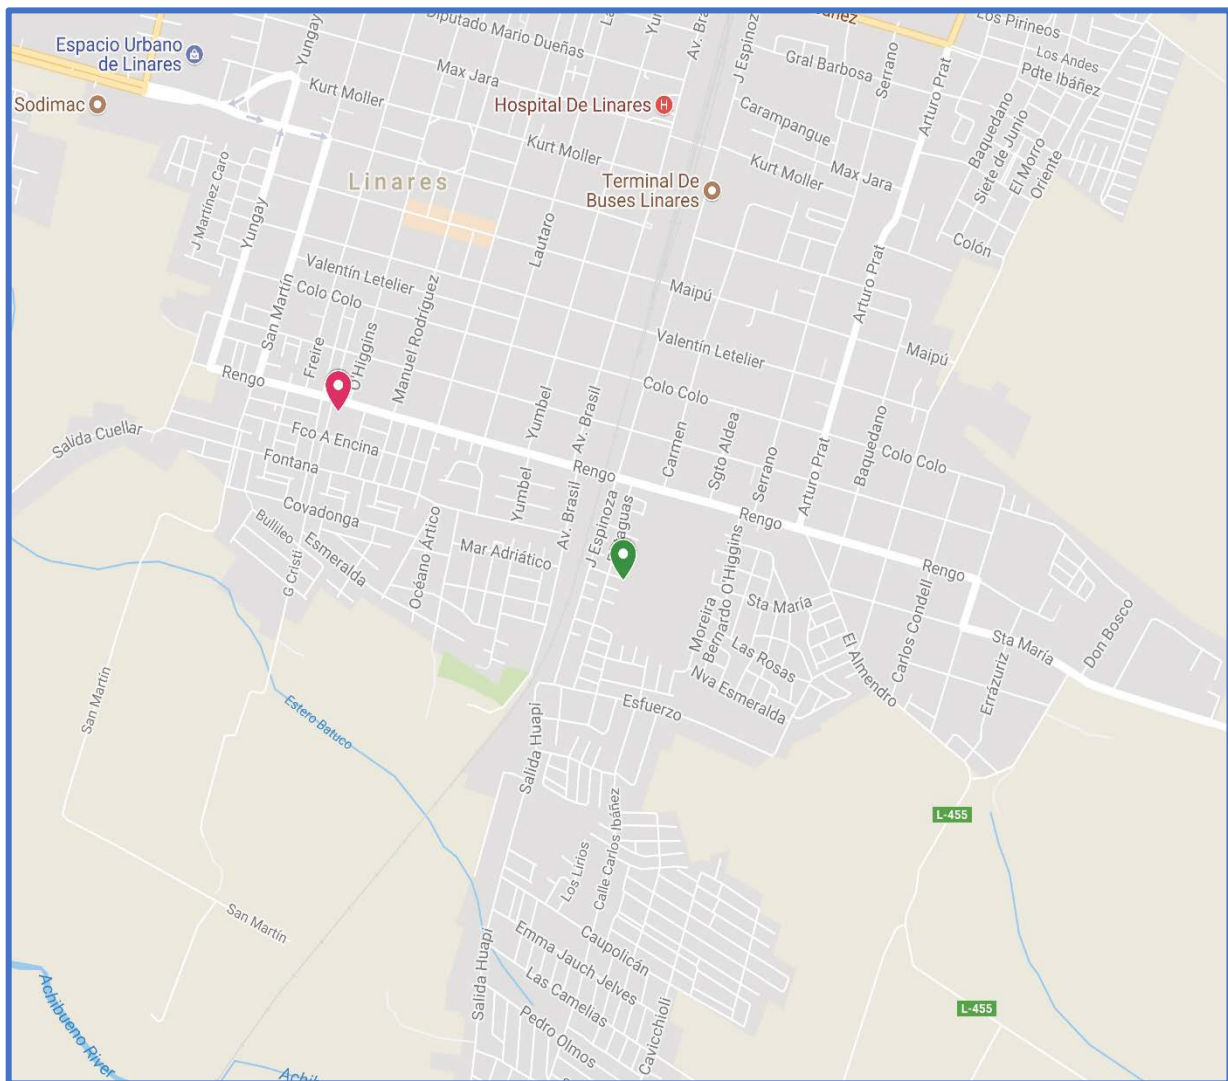 Diputado Mario Dueñas
Los Pirineos
Yungay
J Espinoz
Espacio Urbano
de Linares
Serrano
Los Andes
Gral Barbosa
Max Jara
Pdte Ibáñez
Sodimac
Kurt Moller
Hospital De Linares
H
Carampangue
Arturo Prat
Baquedano
Siete de Junio
El Morro
Oriente
Kurt Moller
Kurt Moller
Max Jara
Linares
Terminal De
Buses Linares
J Martínez Caro
Yungay
Lautaro
Colón
Valentín Letelier
Colo Colo
Maipú
Arturo Prat
San Martín
Manuel Rodríguez
Valentín Letelier
Maipú
Freire
O'Higgins
Rengo
Colo Colo
Yumbel
Av. Brasil
Salida Cuellar
Fco A Encina
Carmen
Sgto Aldea
Serrano
Arturo Prat
Baquedano
Colo Colo
Fontana
Rengo
Yumbel
Av. Brasil
J Espinoza
Covadonga
Rengo
Bullileo
Esmeralda
G Cristi
Océano Ártico
Mar Adriático
Rengo
Moreira
Bernardo O'Higgins
Sta María
Carlos Condell
Don Bosco
El Almendro
Sta María
Las Rosas
Nva Esmeralda
Errázuriz
San Martín
Estero Batuco
Esfuerzo
Salida Huapi
L-455
Los Lirios
Calle Carlos Ibáñez
San Martín
Caupolicán
Emma Jauch Jelves
Salida Huapi
Las Camelias
Achibueno River
L-455
Pedro Olmos
Cavicchioli